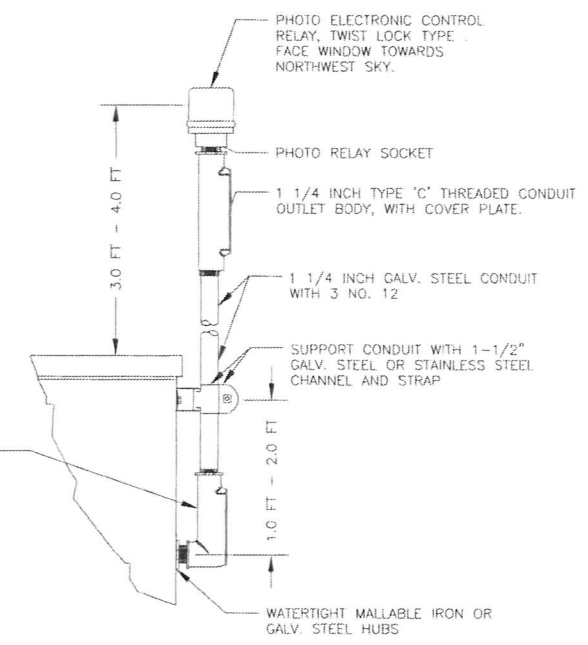 PHOTO ELECTRONIC CONTROL
RELAY, TWIST LOCK TYPE .
FACE WINDOW TOWARDS
NORTHWEST SKY.
PHOTO RELAY SOCKET
1 1/4 INCH TYPE 'C' THREADED CONDUIT
OUTLET BODY, WITH COVER PLATE.
3.0 FT - 4.0 FT
1 1/4 INCH GALV. STEEL CONDUIT
WITH 3 NO. 12
SUPPORT CONDUIT WITH 1-1/2"
GALV. STEEL OR STAINLESS STEEL
CHANNEL AND STRAP
1.0 FT - 2.0 FT
WATERTIGHT MALLABLE IRON OR
GALV. STEEL HUBS